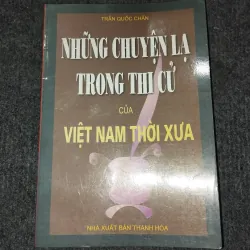 TRẦN QUỐC CHÂN
NHỮNG CHUYỆN LẠ
TRONG THI CỬ
CỦA
VIỆT NAM THỜI XƯA
NHÀ XUẤT BẢN THANH HÓA